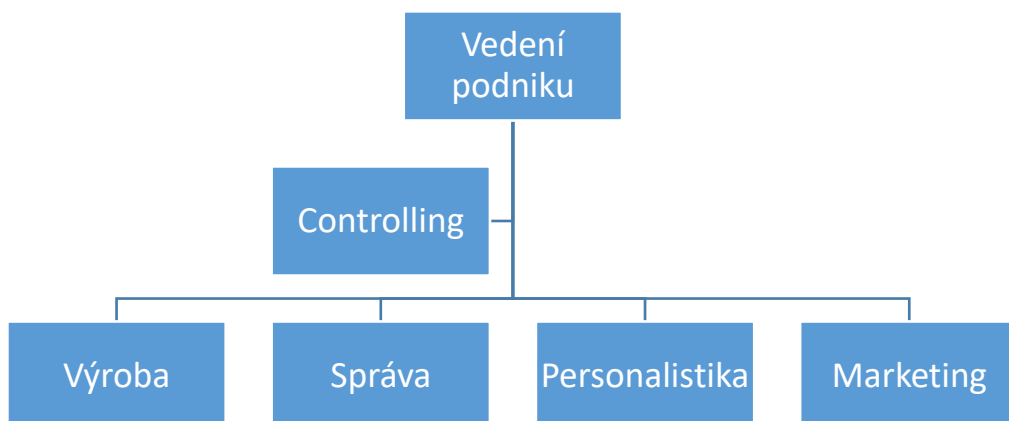 Vedení
podniku
Controlling
Výroba
Správa
Personalistika
Marketing